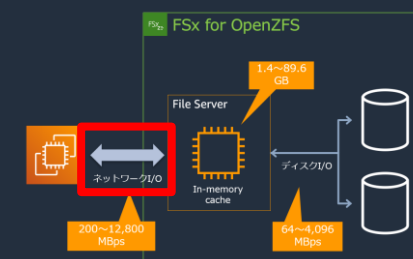 FSx for OpenZFS
1.4～89.6
GB
File Server
ネットワークI/O
ディスクI/O
In-memory
cache
200～12,800
MBps
64～4,096
MBps